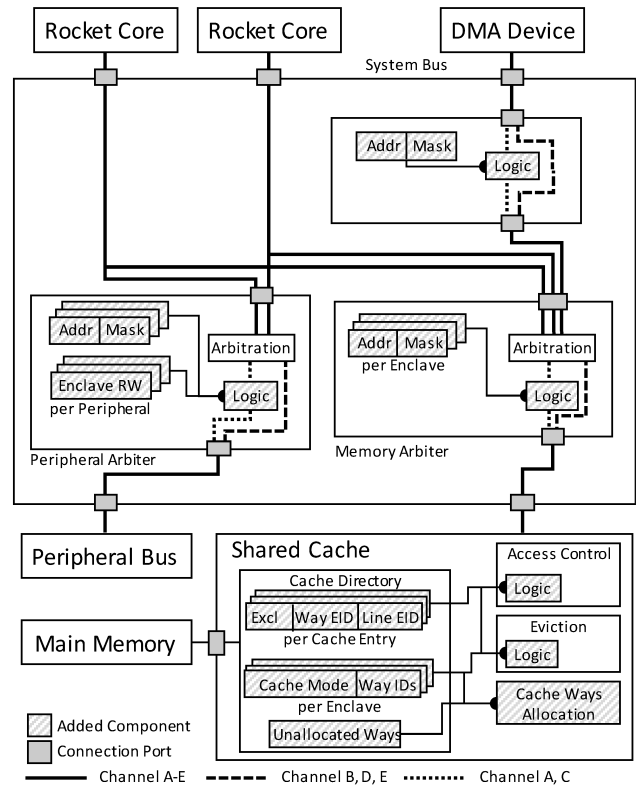 Rocket Core
Rocket Core
DMA Device
System Bus
Addr
Mask
Logic
Addr
Mask
Arbitration
Enclave RW
per Peripheral
Logic
Peripheral Arbiter
Addr
Mask
per Enclave
Arbitration
Logic
Memory Arbiter
Peripheral Bus
Main Memory
Shared Cache
Cache Directory
Excl
Way EID
Line EID
per Cache Entry
Cache Mode
Way IDs
per Enclave
Unallocated Ways
Access Control
Logic
Eviction
Logic
Cache Ways
Allocation
Added Component
Connection Port
Channel A-E
Channel B, D, E
Channel A, C